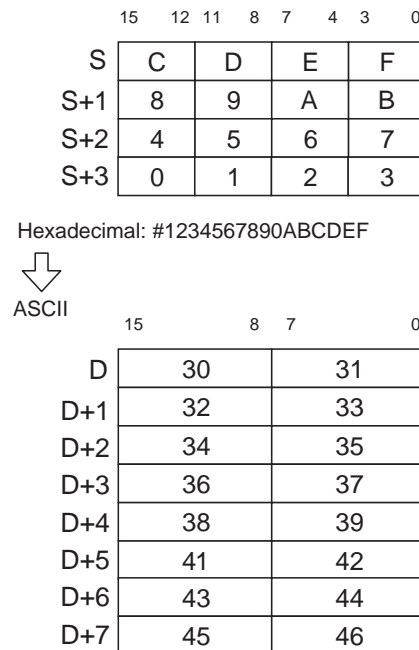 15 12 11 8 7 4 3 0
S C D E F
S+1 8 9 A B
S+2 4 5 6 7
S+3 0 1 2 3
Hexadecimal: #1234567890ABCDEF
ASCII
15 8 7 0
D 30 31
D+1 32 33
D+2 34 35
D+3 36 37
D+4 38 39
D+5 41 42
D+6 43 44
D+7 45 46